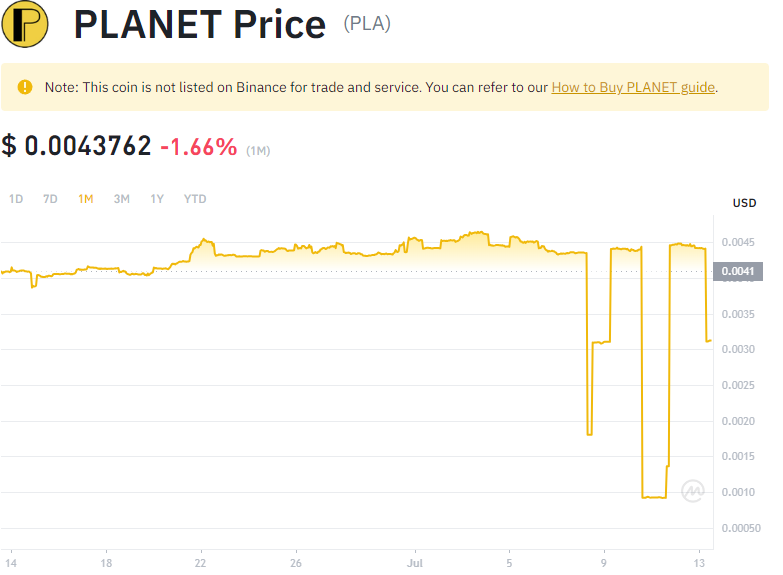 PLANET Price (PLA)
Note: This coin is not listed on Binance for trade and service. You can refer to our How to Buy PLANET guide.
$ 0.0043762 -1.66% (1M)
1D 7D 1M 3M 1Y YTD
USD
0.0045
0.0041
0.0035
0.0030
0.0025
0.0020
0.0015
0.0010
0.00050
14 18 22 26 Jul 5 9 13